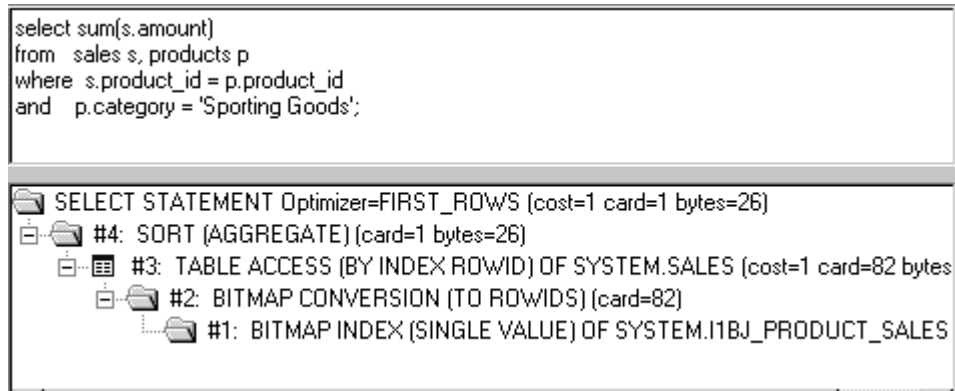 select sum(s.amount)
from   sales s, products p
where  s.product_id = p.product_id
and    p.category = 'Sporting Goods';
SELECT STATEMENT Optimizer=FIRST_ROWS (cost=1 card=1 bytes=26)
#4:  SORT (AGGREGATE) (card=1 bytes=26)
#3:  TABLE ACCESS (BY INDEX ROWID) OF SYSTEM.SALES (cost=1 card=82 bytes
#2:  BITMAP CONVERSION (TO ROWIDS) (card=82)
#1:  BITMAP INDEX (SINGLE VALUE) OF SYSTEM.I1BJ_PRODUCT_SALES